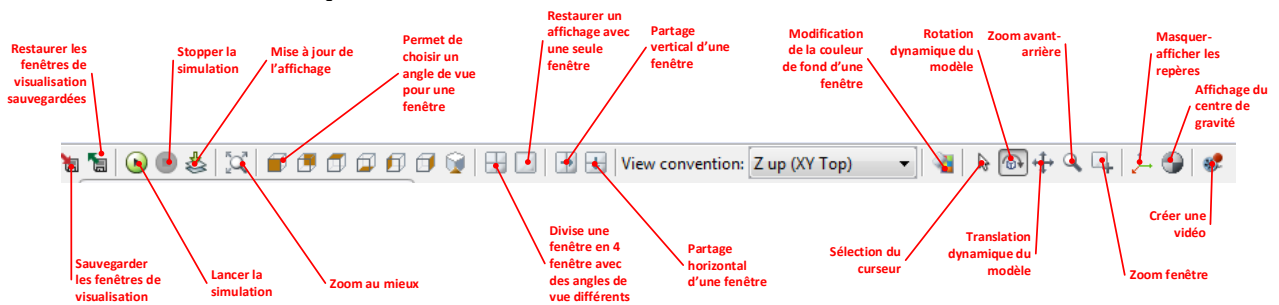 Restaurer les
fenêtres de
visualisation
sauvegardées
Stopper la
simulation
Mise à jour de
l'affichage
Permet de
choisir un
angle de vue
pour une
fenêtre
Restaurer un
affichage avec
une seule
fenêtre
Partage
vertical d'une
fenêtre
Modification
de la couleur
de fond d'une
fenêtre
Rotation
dynamique du
modèle
Zoom avant-
arrière
Masquer-
afficher les
repères
Affichage du
centre de
gravité
View convention: Z up (XY Top)
Sauvegarder
les fenêtres de
visualisation
Lancer la
simulation
Zoom au mieux
Divise une
fenêtre en 4
fenêtre avec
des angles de
vue différents
Partage
horizontal
d'une fenêtre
Sélection du
curseur
Translation
dynamique du
modèle
Zoom fenêtre
Créer une
vidéo